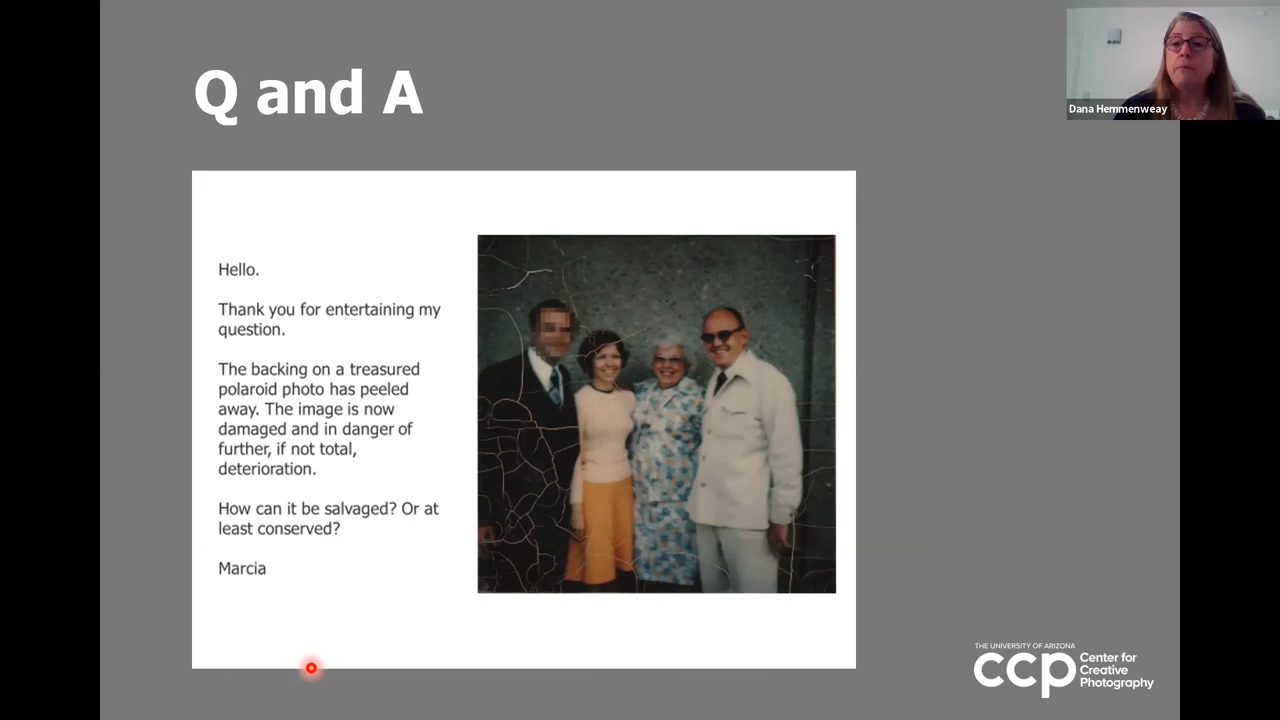 Q and A
Dana Hemmenweay
Hello.
Thank you for entertaining my
question.
The backing on a treasured
polaroid photo has peeled
away. The image is now
damaged and in danger of
further, if not total,
deterioration.
How can it be salvaged? Or at
least conserved?
Marcia
THE UNIVERSITY OF ARIZONA
ccp
Center for
Creative
Photography